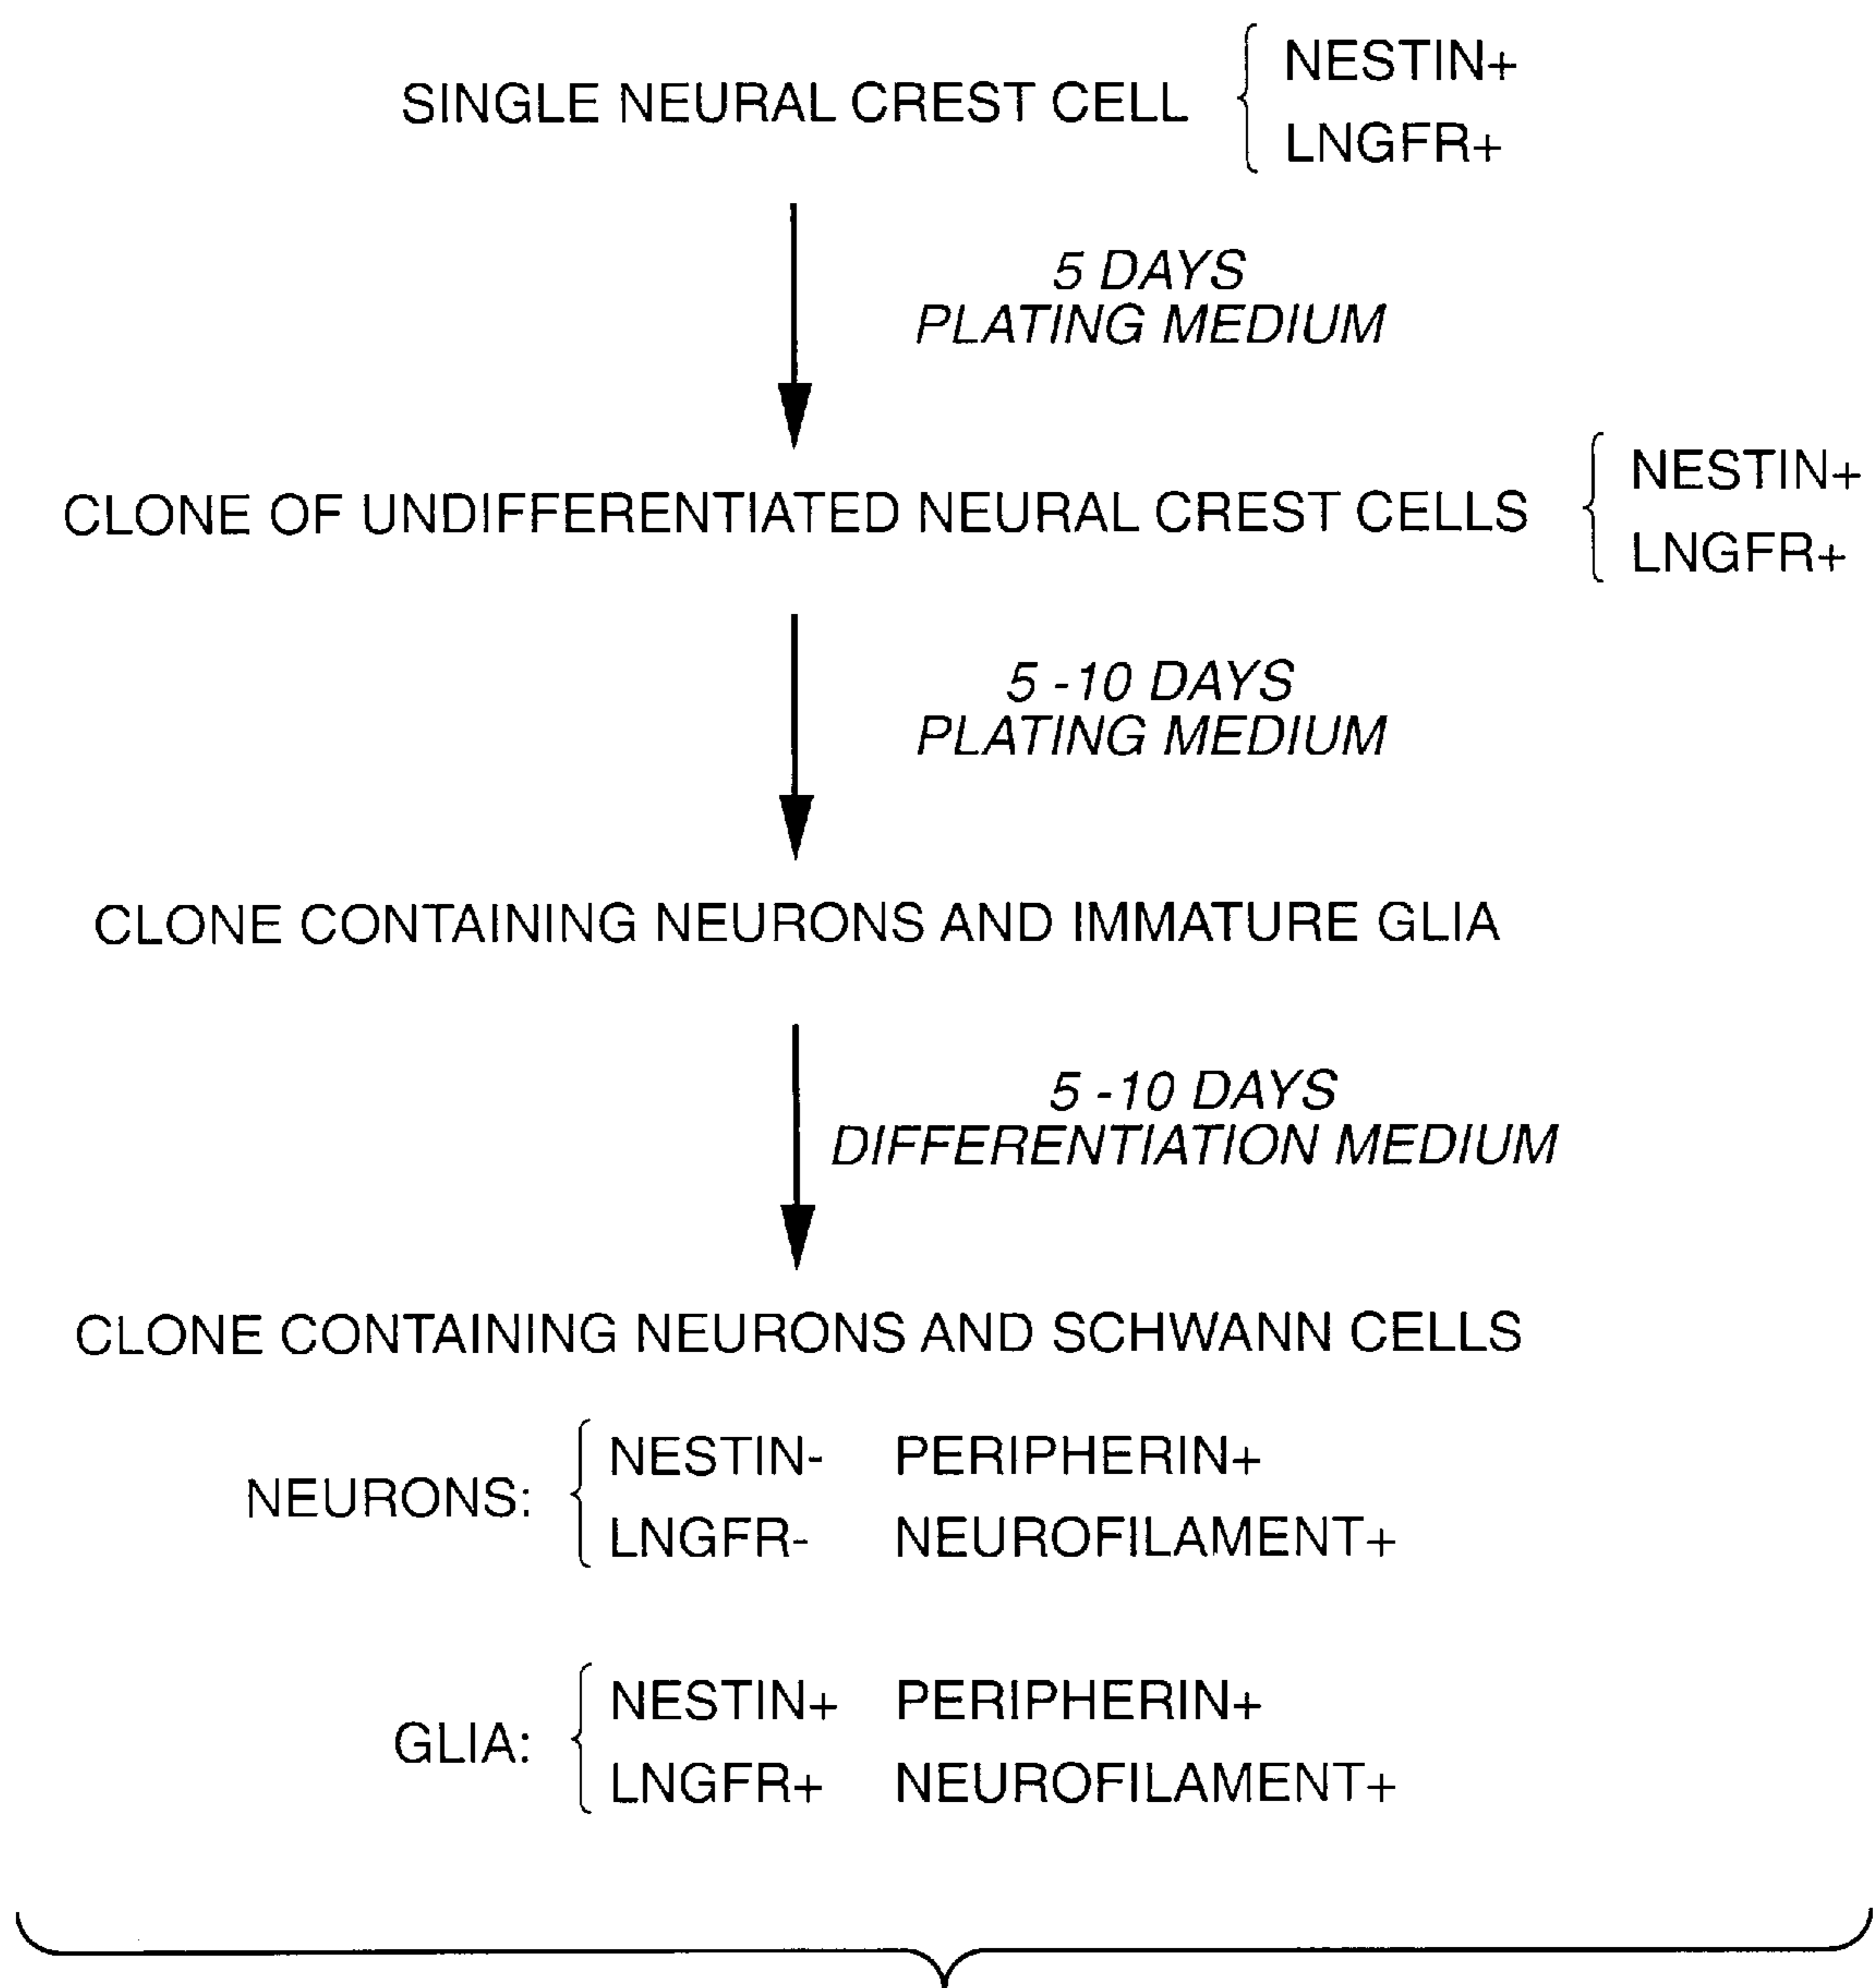 SINGLE NEURAL CREST CELL
NESTIN+
LNGFR+
5 DAYS
PLATING MEDIUM
CLONE OF UNDIFFERENTIATED NEURAL CREST CELLS
NESTIN+
LNGFR+
5 -10 DAYS
PLATING MEDIUM
CLONE CONTAINING NEURONS AND IMMATURE GLIA
5 -10 DAYS
DIFFERENTIATION MEDIUM
CLONE CONTAINING NEURONS AND SCHWANN CELLS
NEURONS:
NESTIN- PERIPHERIN+
LNGFR- NEUROFILAMENT+
GLIA:
NESTIN+ PERIPHERIN+
LNGFR+ NEUROFILAMENT+